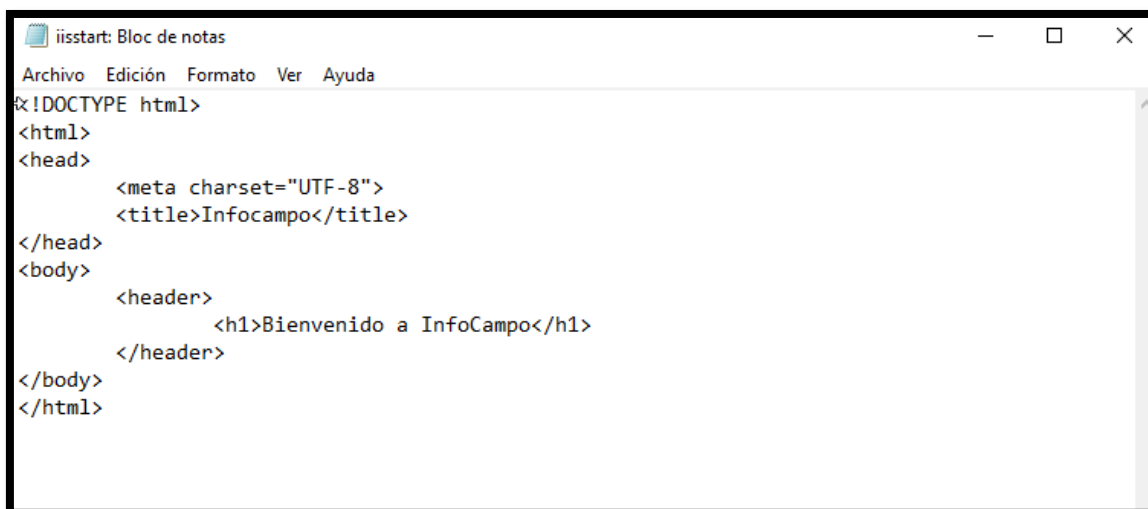 iisstart: Bloc de notas
Archivo Edición Formato Ver Ayuda
<!DOCTYPE html>
<html>
<head>
<meta charset="UTF-8">
<title>Infocampo</title>
</head>
<body>
<header>
<h1>Bienvenido a InfoCampo</h1>
</header>
</body>
</html>